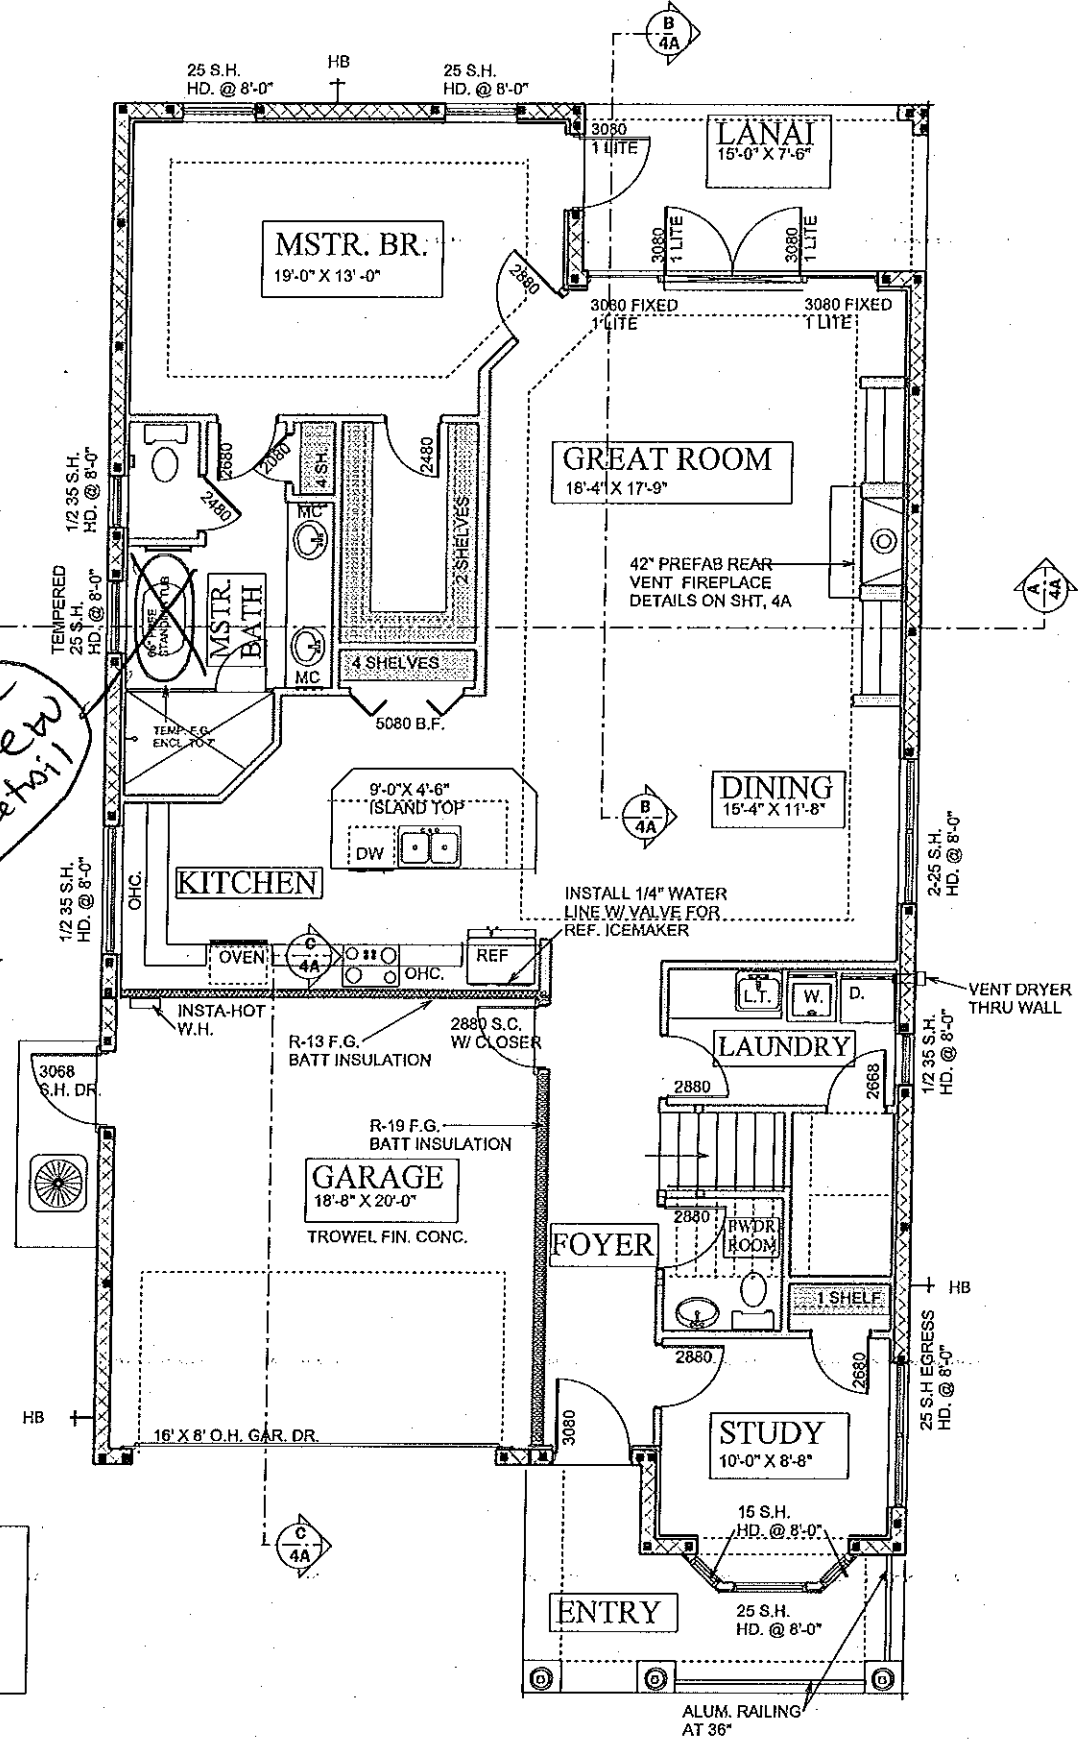 B
4A
HB
25 S.H.
HD. @ 8'-0"
25 S.H.
HD. @ 8'-0"
3080
1 LITE
LANAI
15'-0" X 7'-6"
MSTR. BR.
19'-0" X 13' -0"
2880
3080
1 LITE
3080
1 LITE
3080 FIXED
1 LITE
3080 FIXED
1 LITE
1/2 35 S.H.
HD. @ 8'-0"
2680
2080
4 SH.
2480
2480
2 SHELVES
GREAT ROOM
18'-4" X 17'-9"
MC
42" PREFAB REAR
VENT FIREPLACE
DETAILS ON SHT, 4A
A
4A
TEMPERED
25 S.H.
HD. @ 8'-0"
STANDING TUB
MSTR.
BATH
MC
4 SHELVES
5080 B.F.
TEMP. F.G.
ENCL. TO 7'
9'-0"X 4'-6"
ISLAND TOP
DW
DINING
15'-4" X 11'-8"
B
4A
2-25 S.H.
HD. @ 8'-0"
1/2 35 S.H.
HD. @ 8'-0"
OHC.
KITCHEN
INSTALL 1/4" WATER
LINE W/ VALVE FOR
REF. ICEMAKER
OVEN
C
4A
OHC.
REF
L.T.
W.
D.
VENT DRYER
THRU WALL
INSTA-HOT
W.H.
R-13 F.G.
BATT INSULATION
2880 S.C.
W/ CLOSER
LAUNDRY
1/2 35 S.H.
HD. @ 8'-0"
3068
S.H. DR.
2880
2668
R-19 F.G.
BATT INSULATION
GARAGE
18'-8" X 20'-0"
TROWEL FIN. CONC.
FOYER
2880
PWDR
ROOM
1 SHELF
HB
25 S.H EGRESS
HD. @ 8'-0"
2880
2680
HB
16' X 8' O.H. GAR. DR.
3080
STUDY
10'-0" X 8'-8"
C
4A
15 S.H.
HD. @ 8'-0"
ENTRY
25 S.H.
HD. @ 8'-0"
ALUM. RAILING
AT 36"